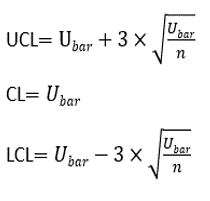 UCL= U_bar + 3 × √(U_bar/n)
CL= U_bar
LCL= U_bar − 3 × √(U_bar/n)